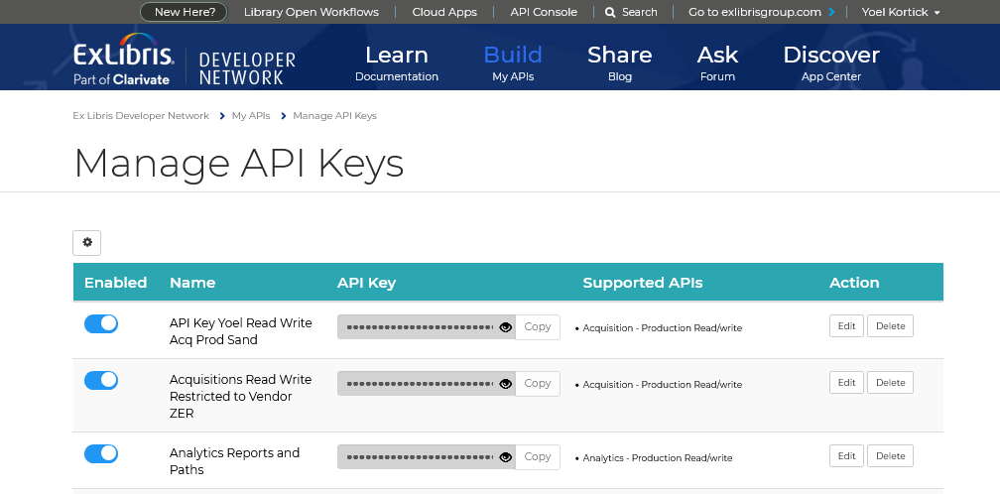 New Here? Library Open Workflows Cloud Apps API Console Search Go to exlibrisgroup.com Yoel Kortick
ExLibris. Part of Clarivate DEVELOPER NETWORK
Learn Build Share Ask Discover
Documentation My APIs Blog Forum App Center
Ex Libris Developer Network My APIs Manage API Keys
Manage API Keys
Enabled Name API Key Supported APIs Action
API Key Yoel Read Write Copy • Acquisition - Production Read/write Edit Delete
Acq Prod Sand
Acquisitions Read Write Copy • Acquisition - Production Read/write Edit Delete
Restricted to Vendor
ZER
Analytics Reports and Copy • Analytics - Production Read/write Edit Delete
Paths